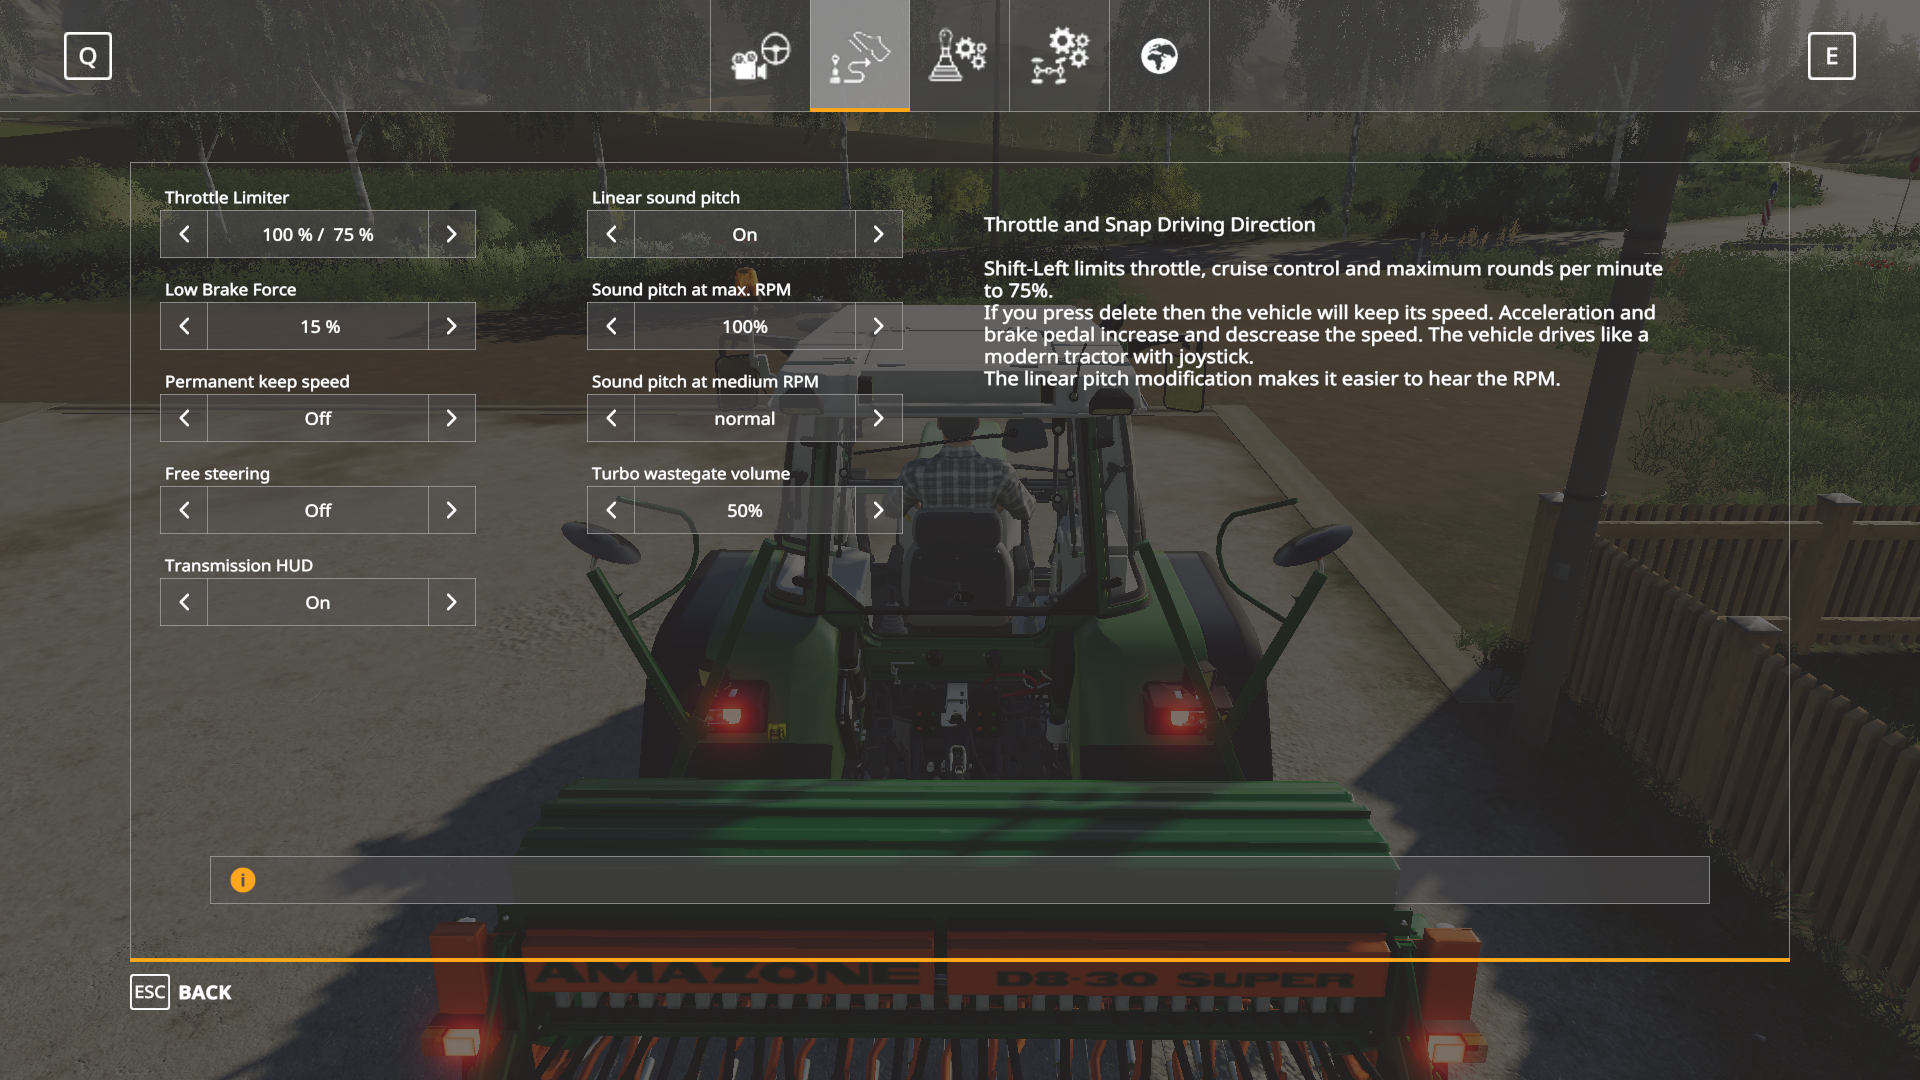 Q
E
Throttle Limiter
100 % / 75 %
Low Brake Force
15 %
Permanent keep speed
Off
Free steering
Off
Transmission HUD
On
Linear sound pitch
On
Sound pitch at max. RPM
100%
Sound pitch at medium RPM
normal
Turbo wastegate volume
50%
Throttle and Snap Driving Direction
Shift-Left limits throttle, cruise control and maximum rounds per minute
to 75%.
If you press delete then the vehicle will keep its speed. Acceleration and
brake pedal increase and descrease the speed. The vehicle drives like a
modern tractor with joystick.
The linear pitch modification makes it easier to hear the RPM.
i
AMAZONE D8-30 SUPER
ESC BACK